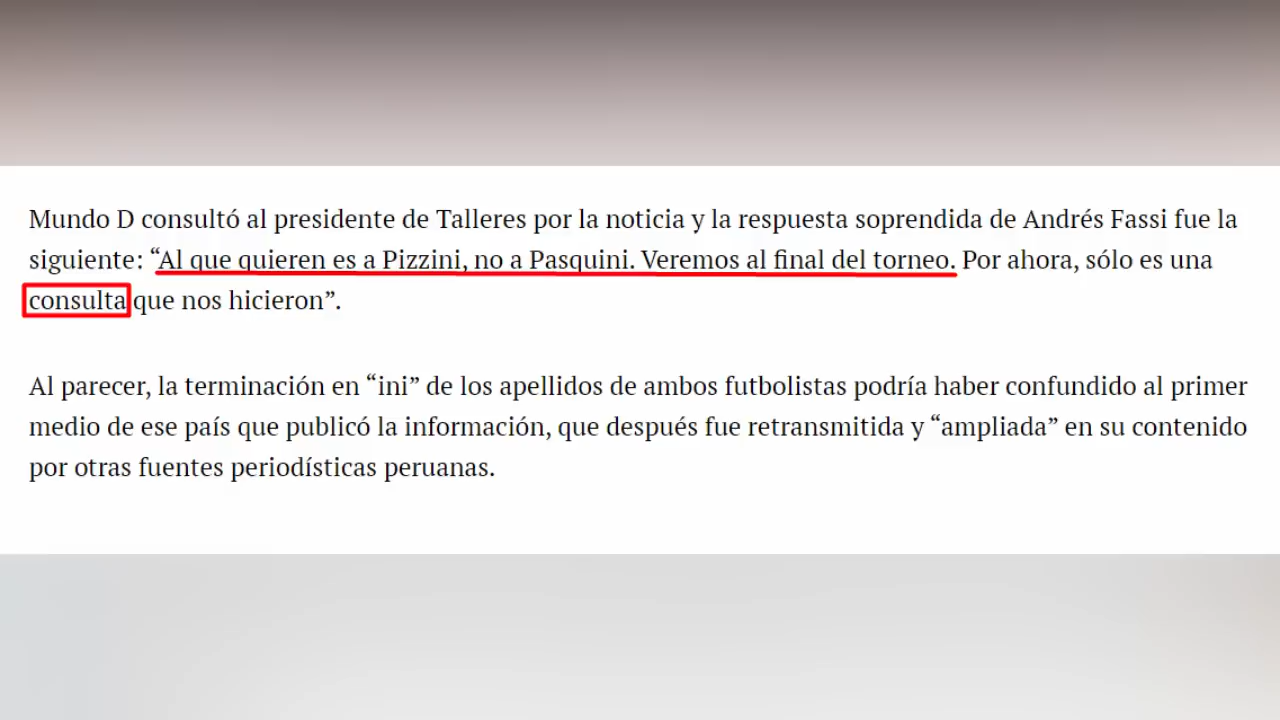 Mundo D consultó al presidente de Talleres por la noticia y la respuesta soprendida de Andrés Fassi fue la
siguiente: “Al que quieren es a Pizzini, no a Pasquini. Veremos al final del torneo. Por ahora, sólo es una
consulta que nos hicieron”.
Al parecer, la terminación en “ini” de los apellidos de ambos futbolistas podría haber confundido al primer
medio de ese país que publicó la información, que después fue retransmitida y “ampliada” en su contenido
por otras fuentes periodísticas peruanas.